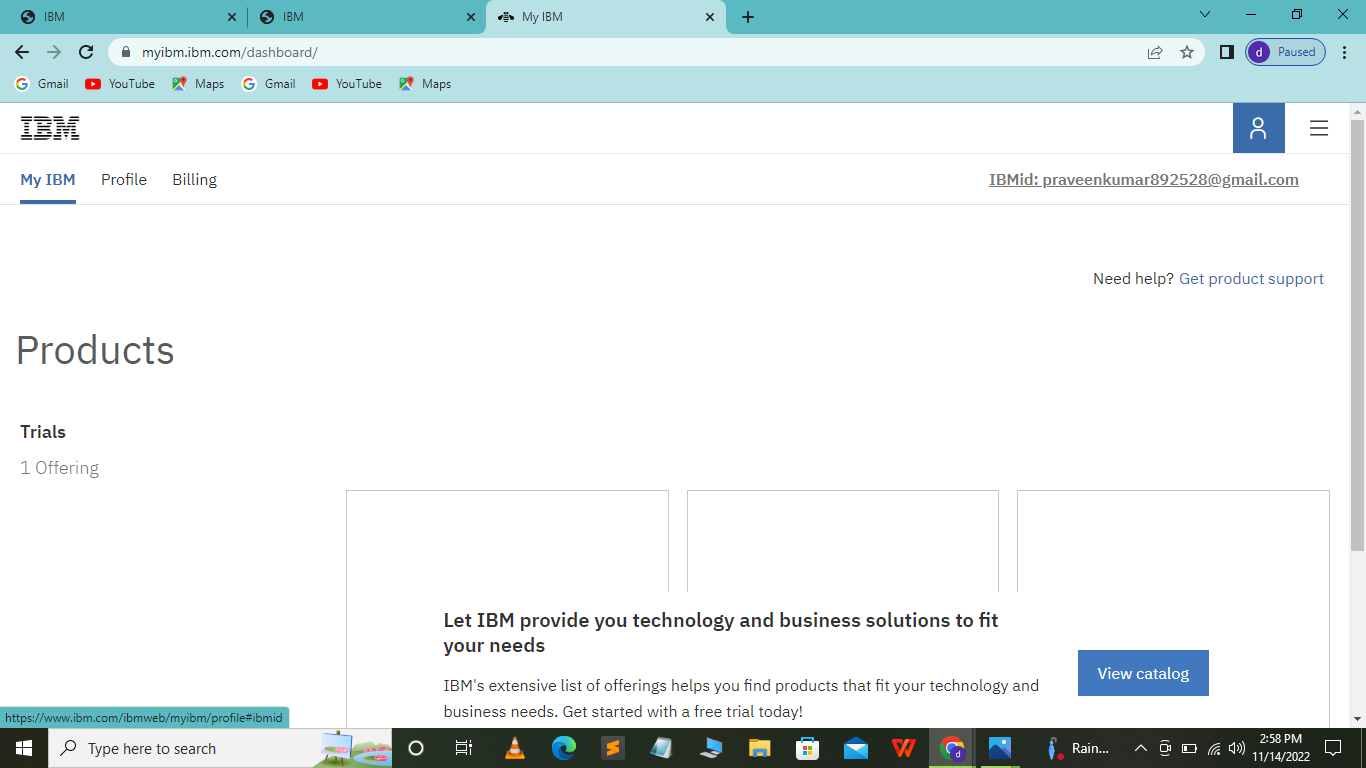 IBM
IBM
My IBM
myibm.ibm.com/dashboard/
d
Paused
Gmail
YouTube
Maps
Gmail
YouTube
Maps
IBM
My IBM
Profile
Billing
IBMid: praveenkumar892528@gmail.com
Need help? Get product support
Products
Trials
1 Offering
Let IBM provide you technology and business solutions to fit
your needs
IBM's extensive list of offerings helps you find products that fit your technology and
business needs. Get started with a free trial today!
View catalog
https://www.ibm.com/ibmweb/myibm/profile#ibmid
Type here to search
d
Rain...
2:58 PM
11/14/2022